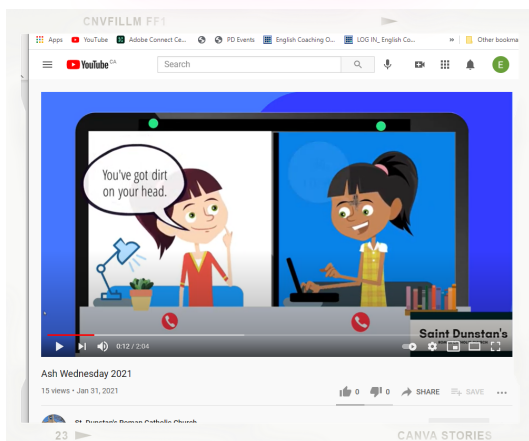 CNVFILLM FF1
Apps YouTube Adobe Connect Ce... PD Events English Coaching O... LOG IN_ English Co... » Other bookma
YouTube CA Search E
You've got dirt
on your head.
Saint Dunstan's
0:12 / 2:04
Ash Wednesday 2021
15 views • Jan 31, 2021 0 0 SHARE SAVE ...
St. Dunstan's Roman Catholic Church
23 CANVA STORIES